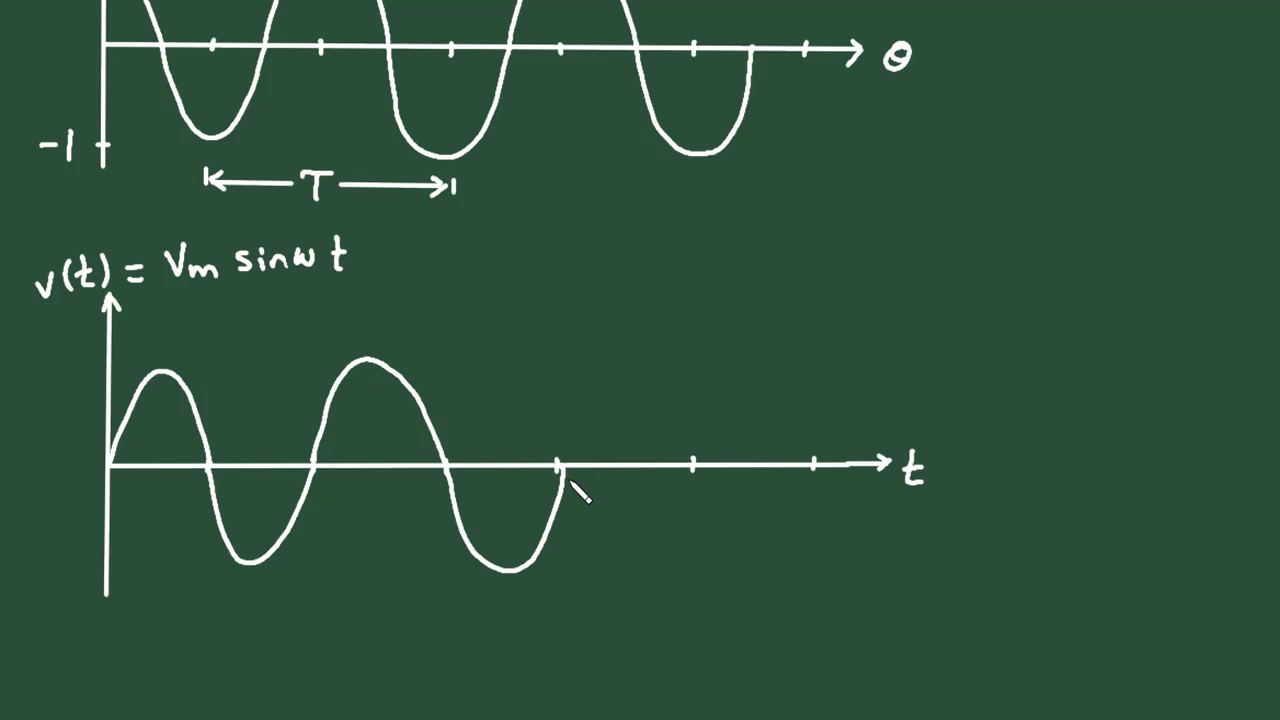 θ
-1
T
v(t) = Vm sinω t
t